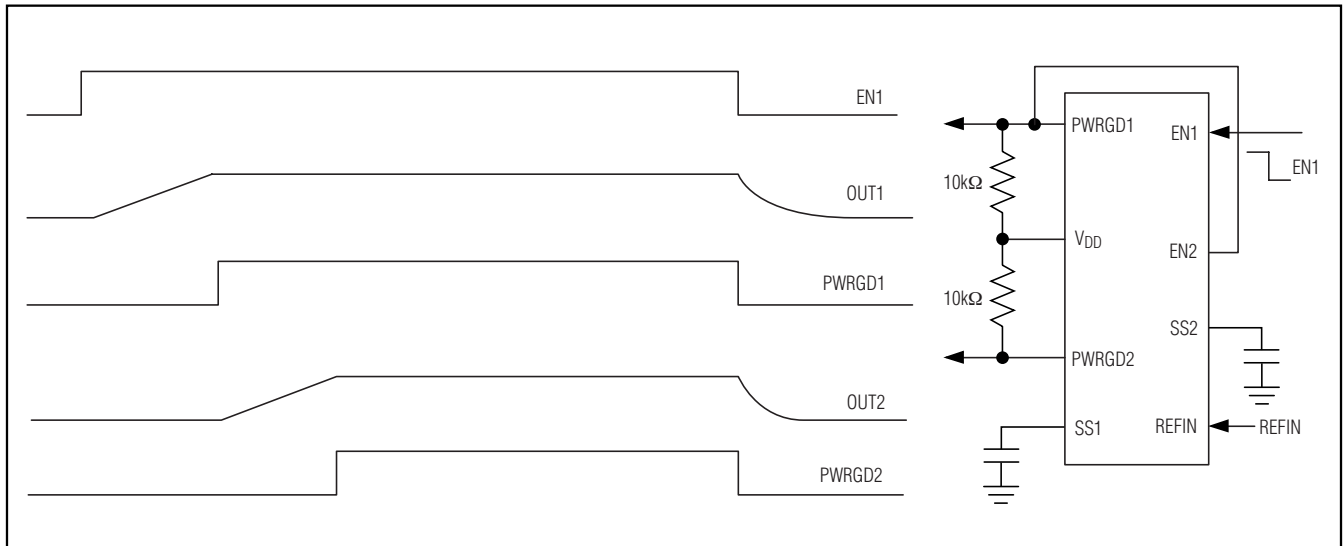 EN1
OUT1
PWRGD1
OUT2
PWRGD2
PWRGD1
EN1
EN1
10kΩ
VDD
EN2
10kΩ
SS2
PWRGD2
SS1
REFIN
REFIN